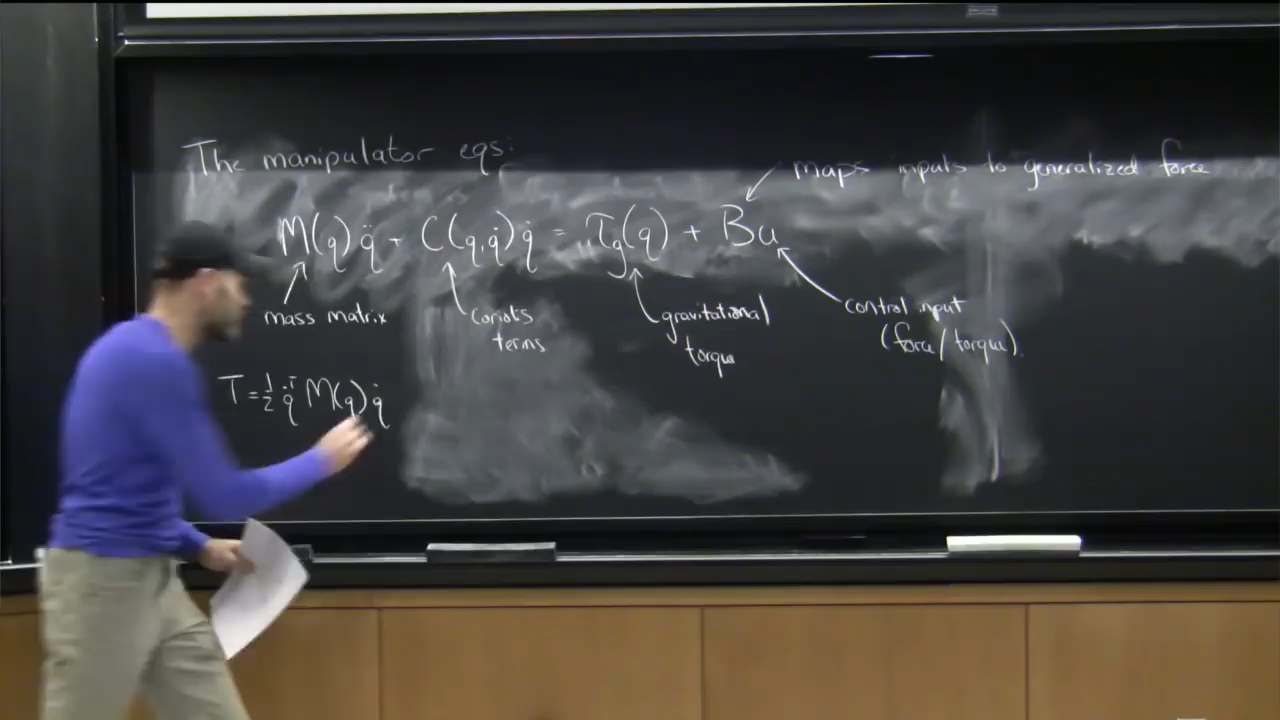 The manipulator eqs:
maps inputs to generalized force
M(q)q̈ + C(q,q̇)q̇ = τg(q) + Bu
mass matrix
coriolis
terms
gravitational
torque
control input
(force/torque).
T = ½ q̇ᵀ M(q) q̇